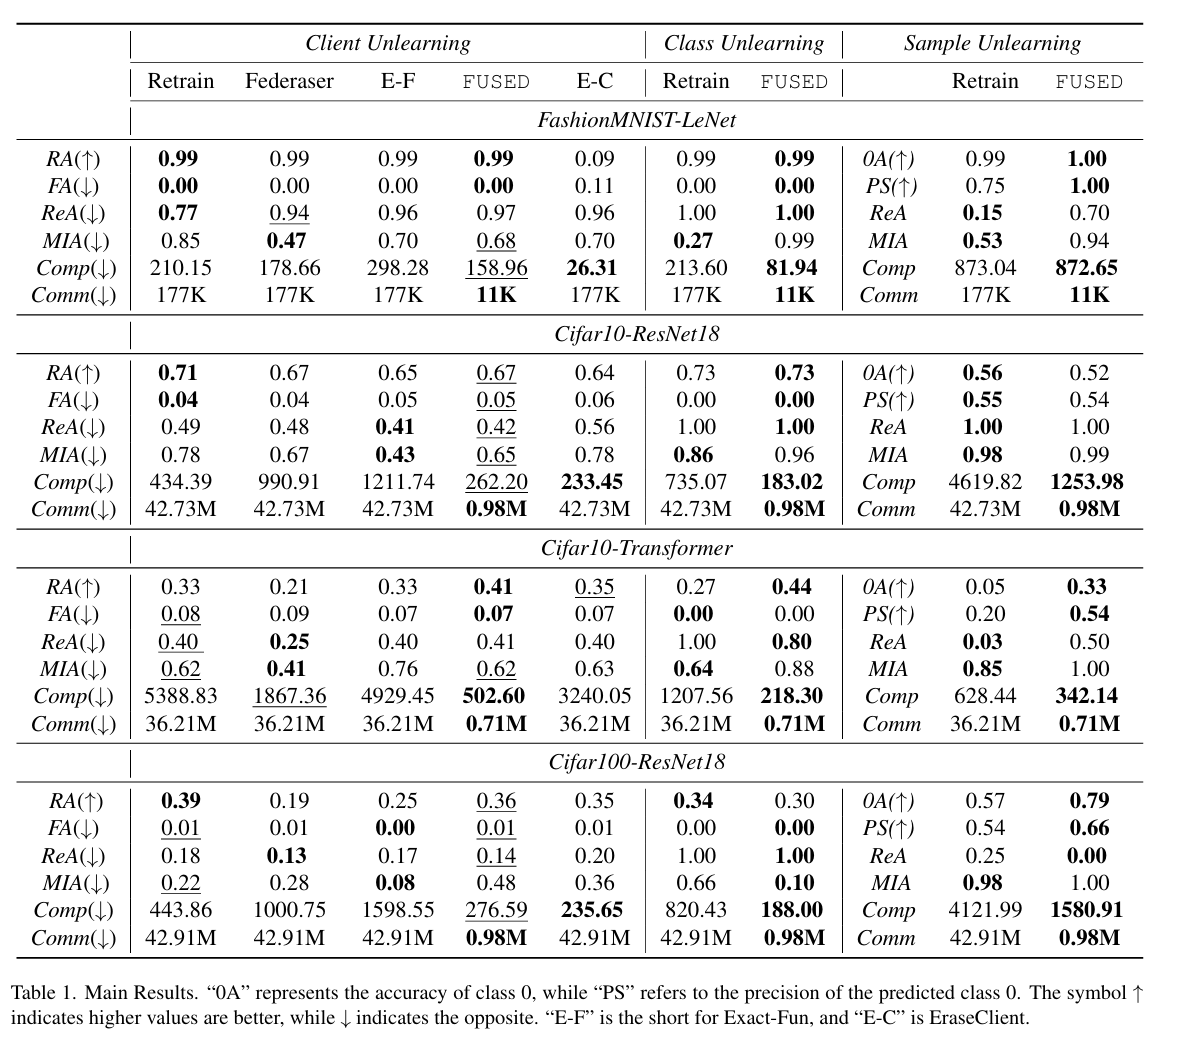 Client Unlearning Class Unlearning Sample Unlearning
Retrain Federaser E-F FUSED E-C Retrain FUSED Retrain FUSED
FashionMNIST-LeNet
RA(↑) 0.99 0.99 0.99 0.99 0.09 0.99 0.99 0A(↑) 0.99 1.00
FA(↓) 0.00 0.00 0.00 0.00 0.11 0.00 0.00 PS(↑) 0.75 1.00
ReA(↓) 0.77 0.94 0.96 0.97 0.96 1.00 1.00 ReA 0.15 0.70
MIA(↓) 0.85 0.47 0.70 0.68 0.70 0.27 0.99 MIA 0.53 0.94
Comp(↓) 210.15 178.66 298.28 158.96 26.31 213.60 81.94 Comp 873.04 872.65
Comm(↓) 177K 177K 177K 11K 177K 177K 11K Comm 177K 11K
Cifar10-ResNet18
RA(↑) 0.71 0.67 0.65 0.67 0.64 0.73 0.73 0A(↑) 0.56 0.52
FA(↓) 0.04 0.04 0.05 0.05 0.06 0.00 0.00 PS(↑) 0.55 0.54
ReA(↓) 0.49 0.48 0.41 0.42 0.56 1.00 1.00 ReA 1.00 1.00
MIA(↓) 0.78 0.67 0.43 0.65 0.78 0.86 0.96 MIA 0.98 0.99
Comp(↓) 434.39 990.91 1211.74 262.20 233.45 735.07 183.02 Comp 4619.82 1253.98
Comm(↓) 42.73M 42.73M 42.73M 0.98M 42.73M 42.73M 0.98M Comm 42.73M 0.98M
Cifar10-Transformer
RA(↑) 0.33 0.21 0.33 0.41 0.35 0.27 0.44 0A(↑) 0.05 0.33
FA(↓) 0.08 0.09 0.07 0.07 0.07 0.00 0.00 PS(↑) 0.20 0.54
ReA(↓) 0.40 0.25 0.40 0.41 0.40 1.00 0.80 ReA 0.03 0.50
MIA(↓) 0.62 0.41 0.76 0.62 0.63 0.64 0.88 MIA 0.85 1.00
Comp(↓) 5388.83 1867.36 4929.45 502.60 3240.05 1207.56 218.30 Comp 628.44 342.14
Comm(↓) 36.21M 36.21M 36.21M 0.71M 36.21M 36.21M 0.71M Comm 36.21M 0.71M
Cifar100-ResNet18
RA(↑) 0.39 0.19 0.25 0.36 0.35 0.34 0.30 0A(↑) 0.57 0.79
FA(↓) 0.01 0.01 0.00 0.01 0.01 0.00 0.00 PS(↑) 0.54 0.66
ReA(↓) 0.18 0.13 0.17 0.14 0.20 1.00 1.00 ReA 0.25 0.00
MIA(↓) 0.22 0.28 0.08 0.48 0.36 0.66 0.10 MIA 0.98 1.00
Comp(↓) 443.86 1000.75 1598.55 276.59 235.65 820.43 188.00 Comp 4121.99 1580.91
Comm(↓) 42.91M 42.91M 42.91M 0.98M 42.91M 42.91M 0.98M Comm 42.91M 0.98M
Table 1. Main Results. “0A” represents the accuracy of class 0, while “PS” refers to the precision of the predicted class 0. The symbol ↑
indicates higher values are better, while ↓ indicates the opposite. “E-F” is the short for Exact-Fun, and “E-C” is EraseClient.